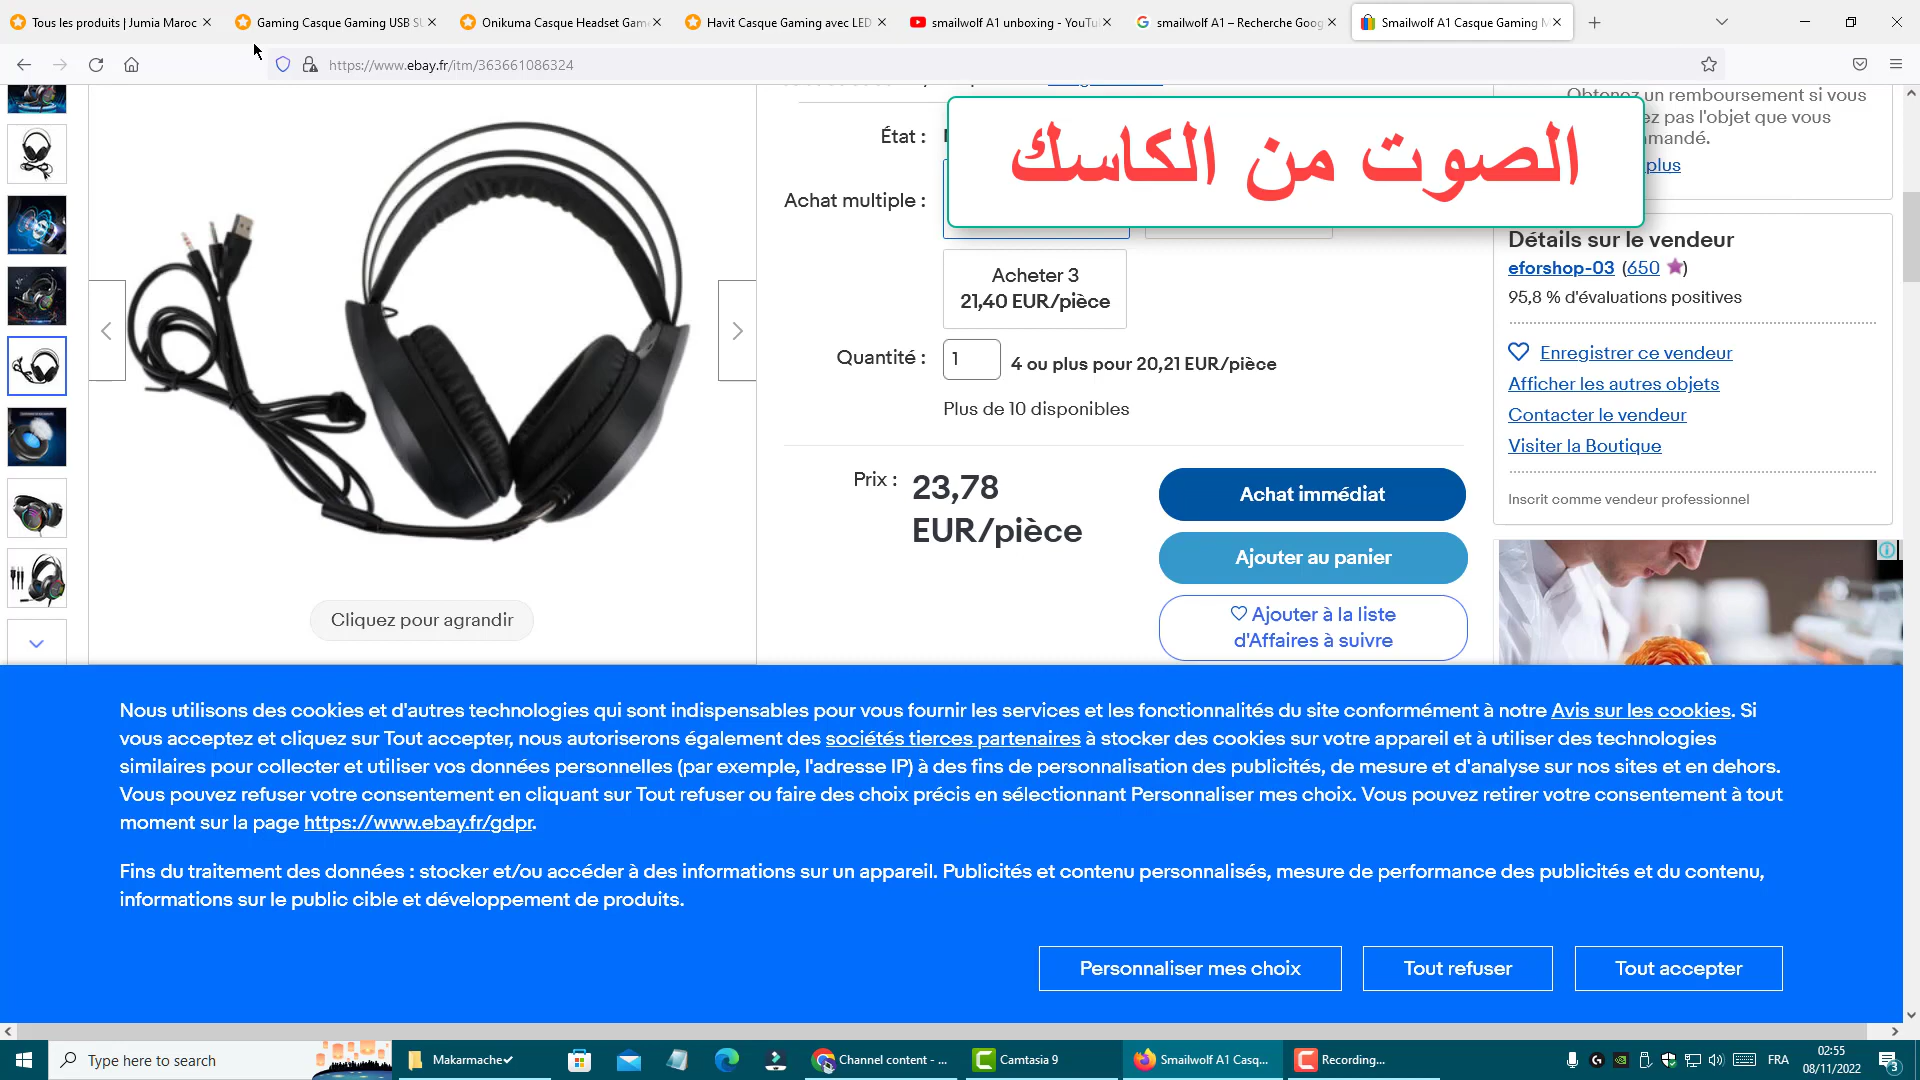 Tous les produits | Jumia Maroc
Gaming Casque Gaming USB SU
Onikuma Casque Headset Game
Havit Casque Gaming avec LED
smailwolf A1 unboxing - YouTu
smailwolf A1 – Recherche Goog
Smailwolf A1 Casque Gaming M
https://www.ebay.fr/itm/363661086324
الصوت من الكاسك
Obtenez un remboursement si vous
ez pas l'objet que vous
mandé.
plus
État :
Achat multiple :
Acheter 3
21,40 EUR/pièce
Quantité :
1
4 ou plus pour 20,21 EUR/pièce
Plus de 10 disponibles
Prix :
23,78
EUR/pièce
Achat immédiat
Ajouter au panier
Ajouter à la liste
d'Affaires à suivre
Cliquez pour agrandir
Détails sur le vendeur
eforshop-03 (650 )
95,8 % d'évaluations positives
Enregistrer ce vendeur
Afficher les autres objets
Contacter le vendeur
Visiter la Boutique
Inscrit comme vendeur professionnel
Nous utilisons des cookies et d'autres technologies qui sont indispensables pour vous fournir les services et les fonctionnalités du site conformément à notre Avis sur les cookies. Si
vous acceptez et cliquez sur Tout accepter, nous autoriserons également des sociétés tierces partenaires à stocker des cookies sur votre appareil et à utiliser des technologies
similaires pour collecter et utiliser vos données personnelles (par exemple, l'adresse IP) à des fins de personnalisation des publicités, de mesure et d'analyse sur nos sites et en dehors.
Vous pouvez refuser votre consentement en cliquant sur Tout refuser ou faire des choix précis en sélectionnant Personnaliser mes choix. Vous pouvez retirer votre consentement à tout
moment sur la page https://www.ebay.fr/gdpr.
Fins du traitement des données : stocker et/ou accéder à des informations sur un appareil. Publicités et contenu personnalisés, mesure de performance des publicités et du contenu,
informations sur le public cible et développement de produits.
Personnaliser mes choix
Tout refuser
Tout accepter
Type here to search
Makarmache
Channel content - ...
Camtasia 9
Smailwolf A1 Casq...
Recording...
FRA
02:55
08/11/2022
3